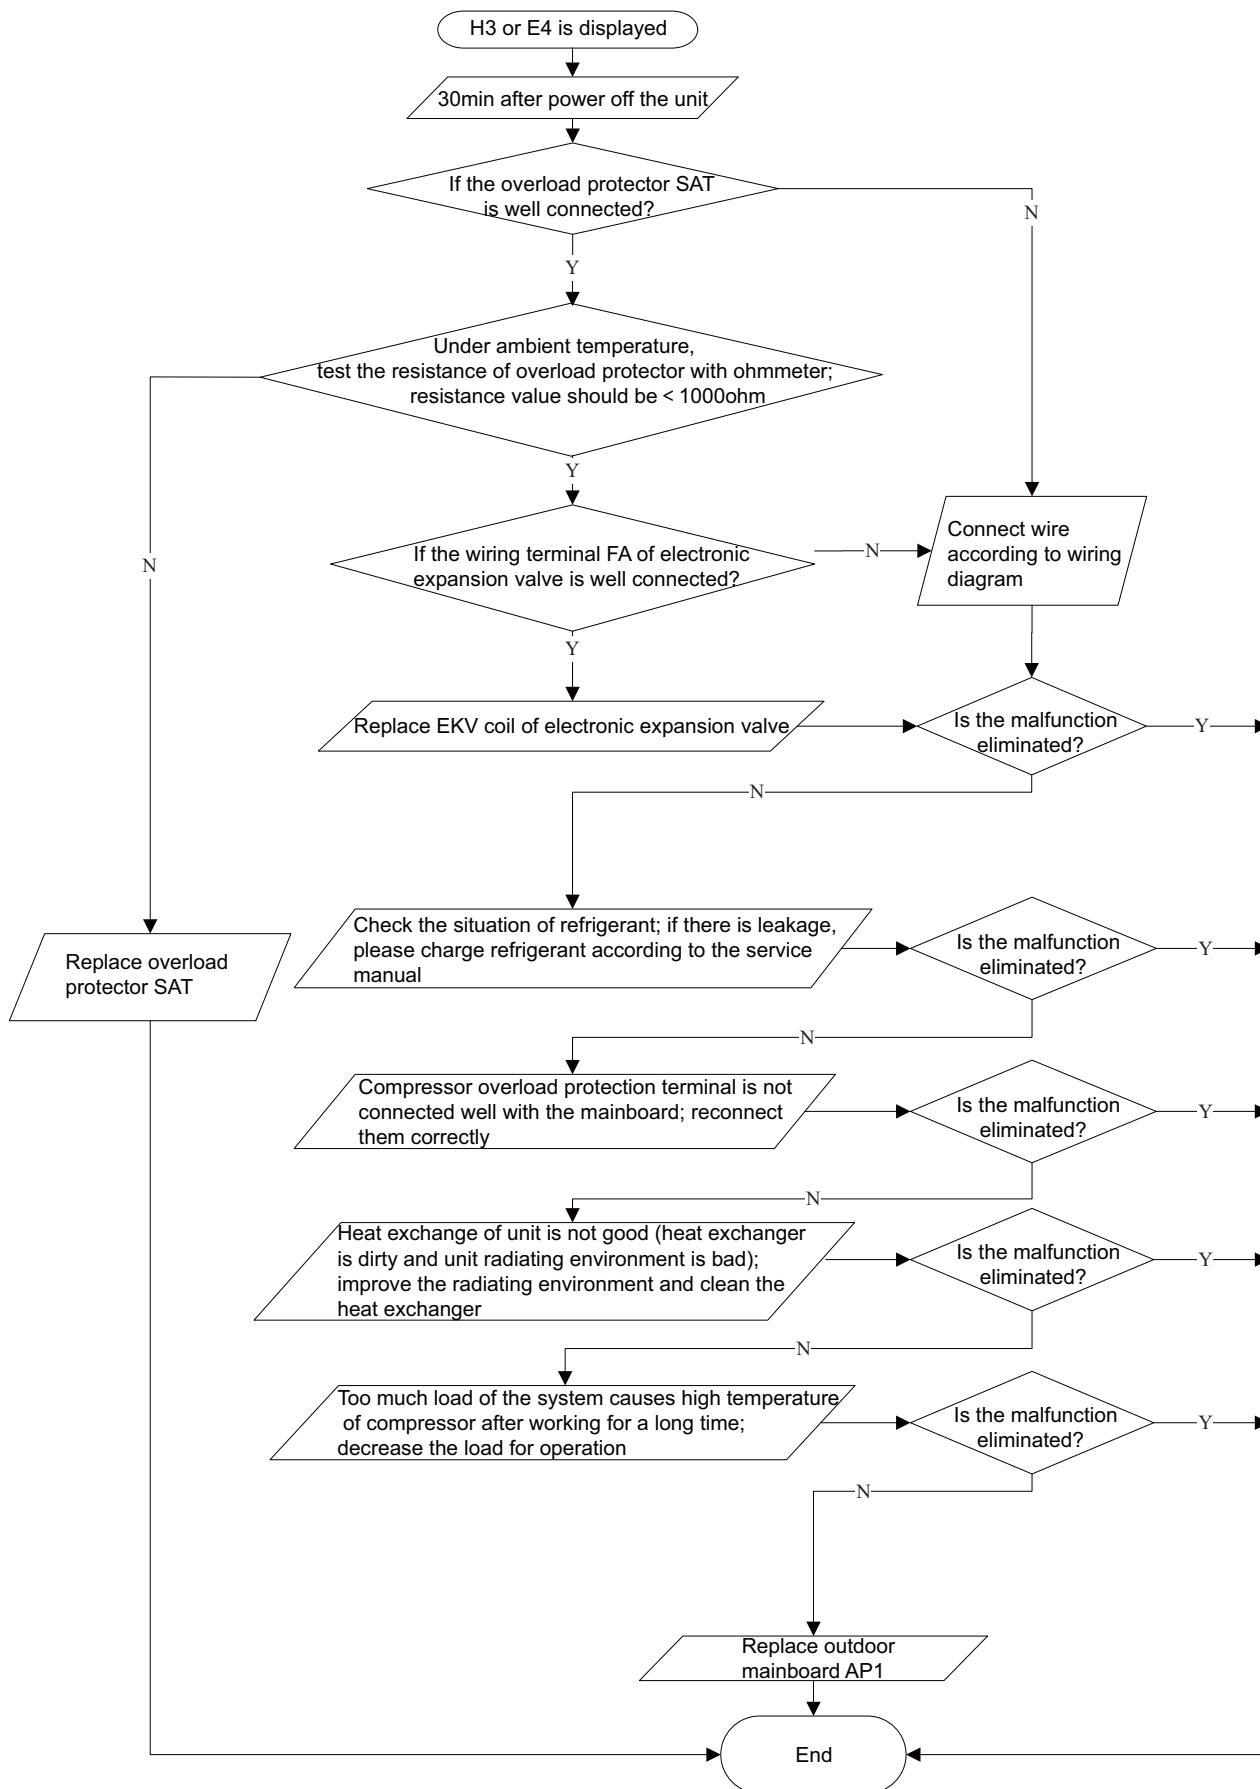 H3 or E4 is displayed
30min after power off the unit
If the overload protector SAT
is well connected?
N
Y
Under ambient temperature,
test the resistance of overload protector with ohmmeter;
resistance value should be < 1000ohm
Y
N
If the wiring terminal FA of electronic
expansion valve is well connected?
N
Connect wire
according to wiring
diagram
Y
Replace EKV coil of electronic expansion valve
Is the malfunction
eliminated?
Y
N
Check the situation of refrigerant; if there is leakage,
please charge refrigerant according to the service
manual
Is the malfunction
eliminated?
Y
Replace overload
protector SAT
N
Compressor overload protection terminal is not
connected well with the mainboard; reconnect
them correctly
Is the malfunction
eliminated?
Y
N
Heat exchange of unit is not good (heat exchanger
is dirty and unit radiating environment is bad);
improve the radiating environment and clean the
heat exchanger
Is the malfunction
eliminated?
Y
N
Too much load of the system causes high temperature
of compressor after working for a long time;
decrease the load for operation
Is the malfunction
eliminated?
Y
N
Replace outdoor
mainboard AP1
End